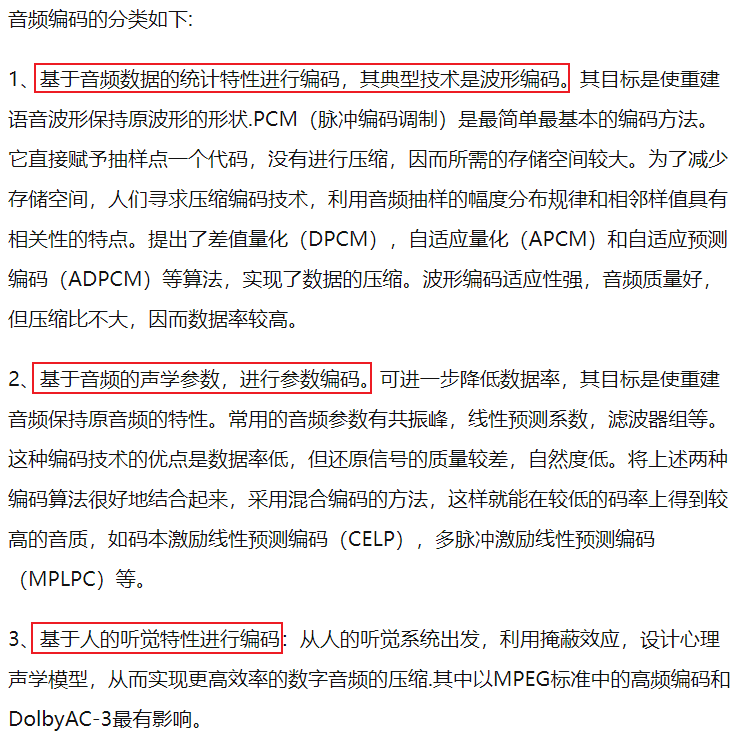 音频编码的分类如下:
1、基于音频数据的统计特性进行编码，其典型技术是波形编码。其目标是使重建
语音波形保持原波形的形状.PCM（脉冲编码调制）是最简单最基本的编码方法。
它直接赋予抽样点一个代码，没有进行压缩，因而所需的存储空间较大。为了减少
存储空间，人们寻求压缩编码技术，利用音频抽样的幅度分布规律和相邻样值具有
相关性的特点。提出了差值量化（DPCM），自适应量化（APCM）和自适应预测
编码（ADPCM）等算法，实现了数据的压缩。波形编码适应性强，音频质量好，
但压缩比不大，因而数据率较高。
2、基于音频的声学参数，进行参数编码。可进一步降低数据率，其目标是使重建
音频保持原音频的特性。常用的音频参数有共振峰，线性预测系数，滤波器组等。
这种编码技术的优点是数据率低，但还原信号的质量较差，自然度低。将上述两种
编码算法很好地结合起来，采用混合编码的方法，这样就能在较低的码率上得到较
高的音质，如码本激励线性预测编码（CELP），多脉冲激励线性预测编码
（MPLPC）等。
3、基于人的听觉特性进行编码：从人的听觉系统出发，利用掩蔽效应，设计心理
声学模型，从而实现更高效率的数字音频的压缩.其中以MPEG标准中的高频编码和
DolbyAC-3最有影响。